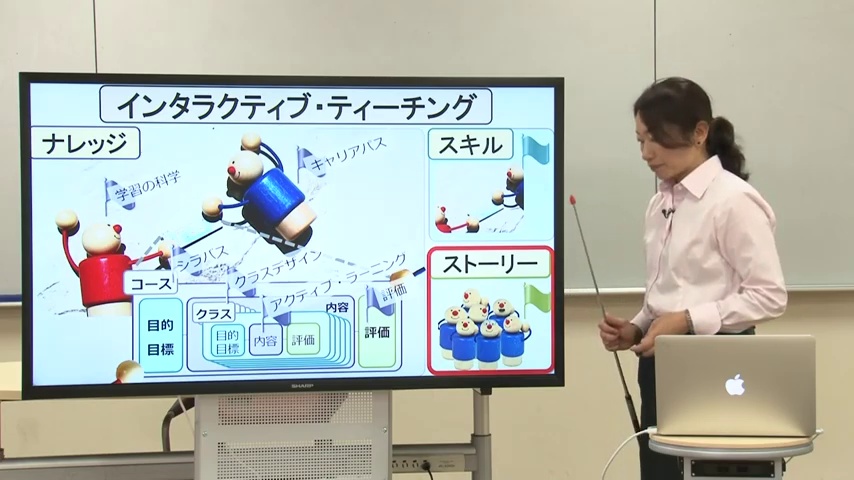 インタラクティブ・ティーチング
ナレッジ
スキル
学習の科学
キャリアパス
シラバス
クラスデザイン
アクティブ・ラーニング
評価
ストーリー
コース
目的
目標
クラス
内容
目的
目標
内容
評価
評価
SHARP